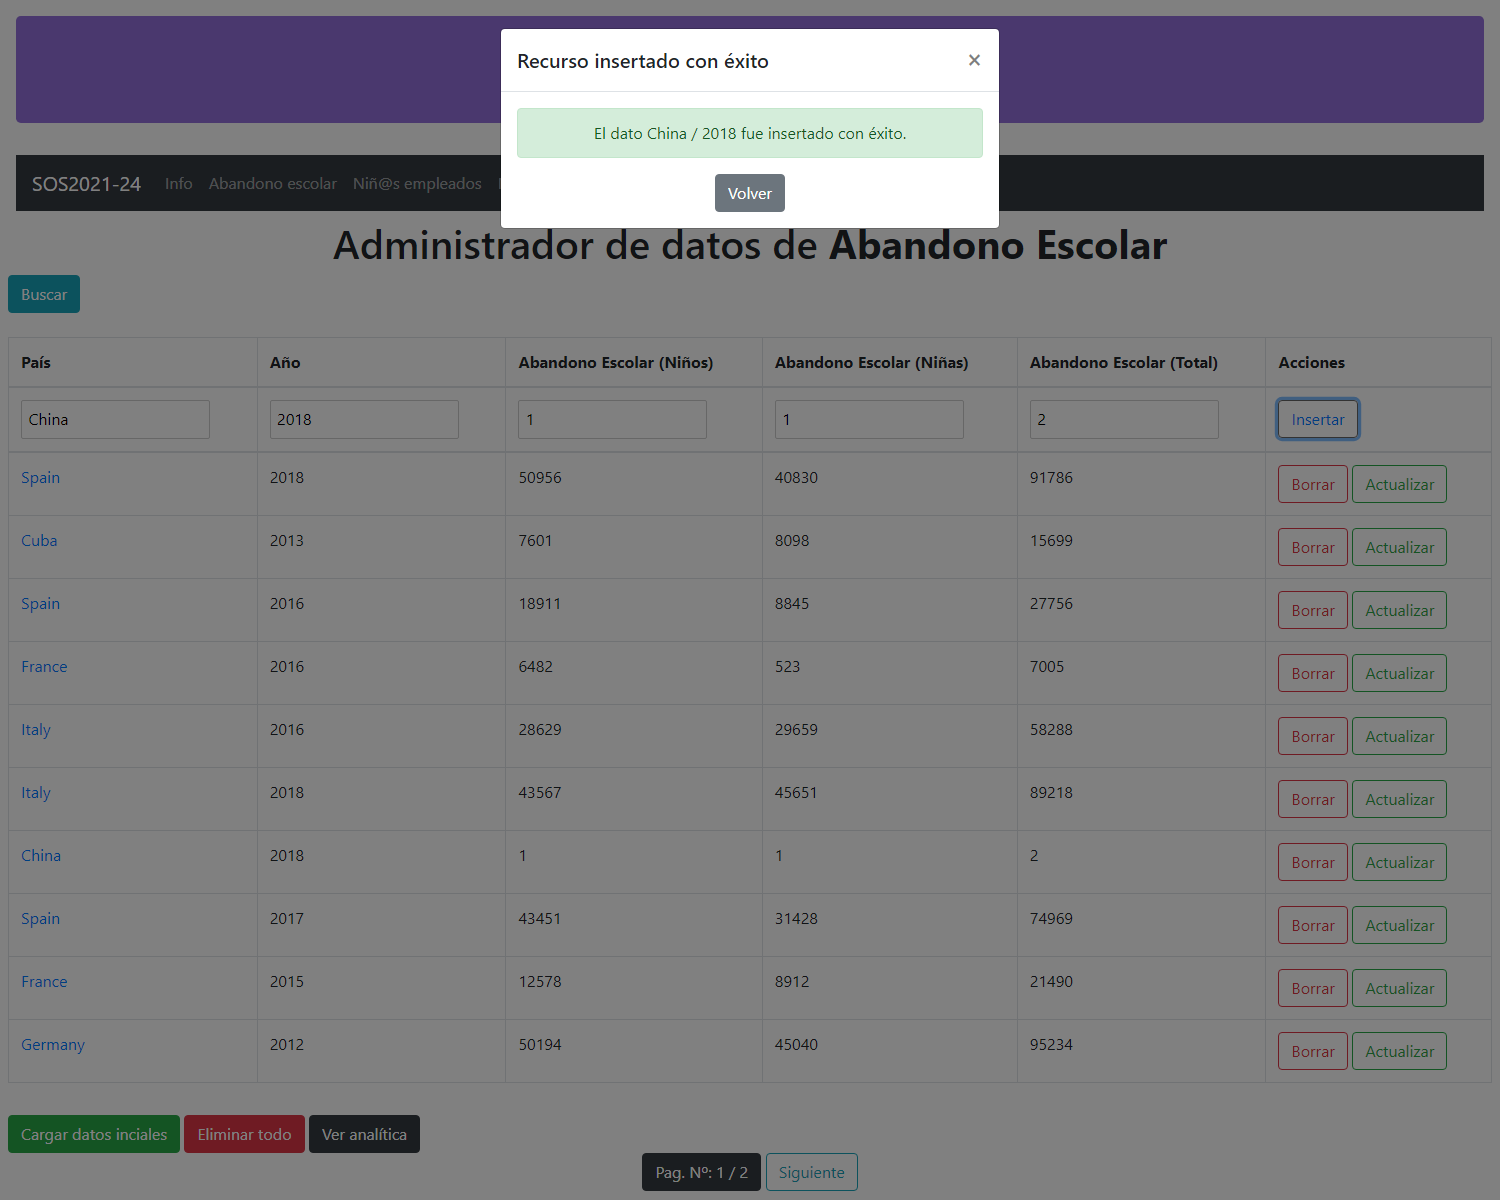 Recurso insertado con éxito ×
El dato China / 2018 fue insertado con éxito.
Volver
SOS2021-24 Info Abandono escolar Niñ@s empleados
Administrador de datos de Abandono Escolar
Buscar
País Año Abandono Escolar (Niños) Abandono Escolar (Niñas) Abandono Escolar (Total) Acciones
China 2018 1 1 2 Insertar
Spain 2018 50956 40830 91786 Borrar Actualizar
Cuba 2013 7601 8098 15699 Borrar Actualizar
Spain 2016 18911 8845 27756 Borrar Actualizar
France 2016 6482 523 7005 Borrar Actualizar
Italy 2016 28629 29659 58288 Borrar Actualizar
Italy 2018 43567 45651 89218 Borrar Actualizar
China 2018 1 1 2 Borrar Actualizar
Spain 2017 43451 31428 74969 Borrar Actualizar
France 2015 12578 8912 21490 Borrar Actualizar
Germany 2012 50194 45040 95234 Borrar Actualizar
Cargar datos inciales Eliminar todo Ver analítica
Pag. Nº: 1 / 2 Siguiente